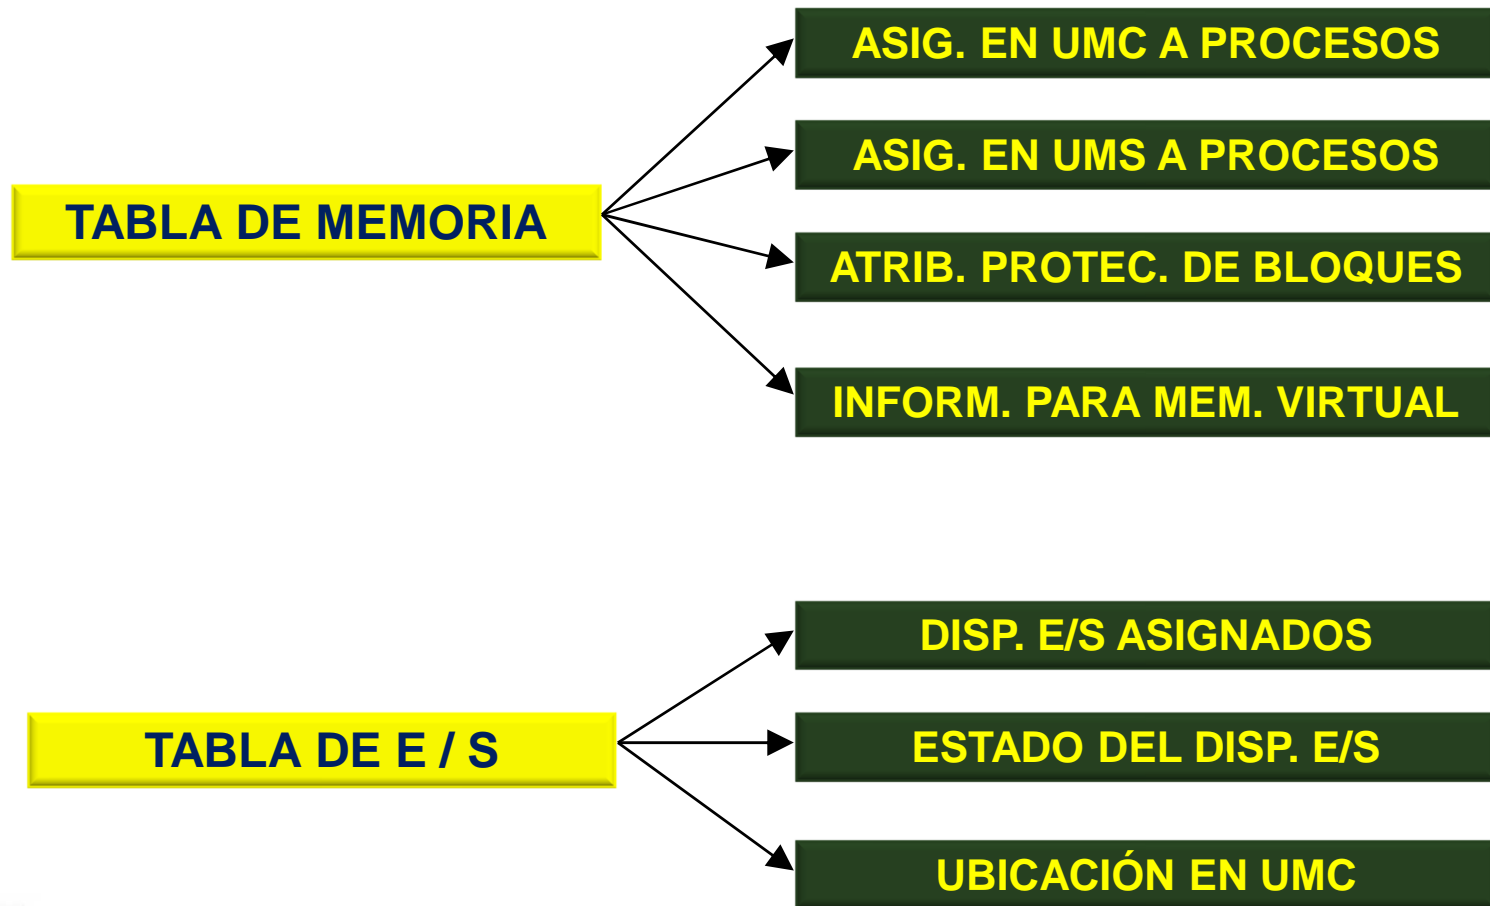 TABLA DE MEMORIA
ASIG. EN UMC A PROCESOS
ASIG. EN UMS A PROCESOS
ATRIB. PROTEC. DE BLOQUES
INFORM. PARA MEM. VIRTUAL
TABLA DE E / S
DISP. E/S ASIGNADOS
ESTADO DEL DISP. E/S
UBICACIÓN EN UMC